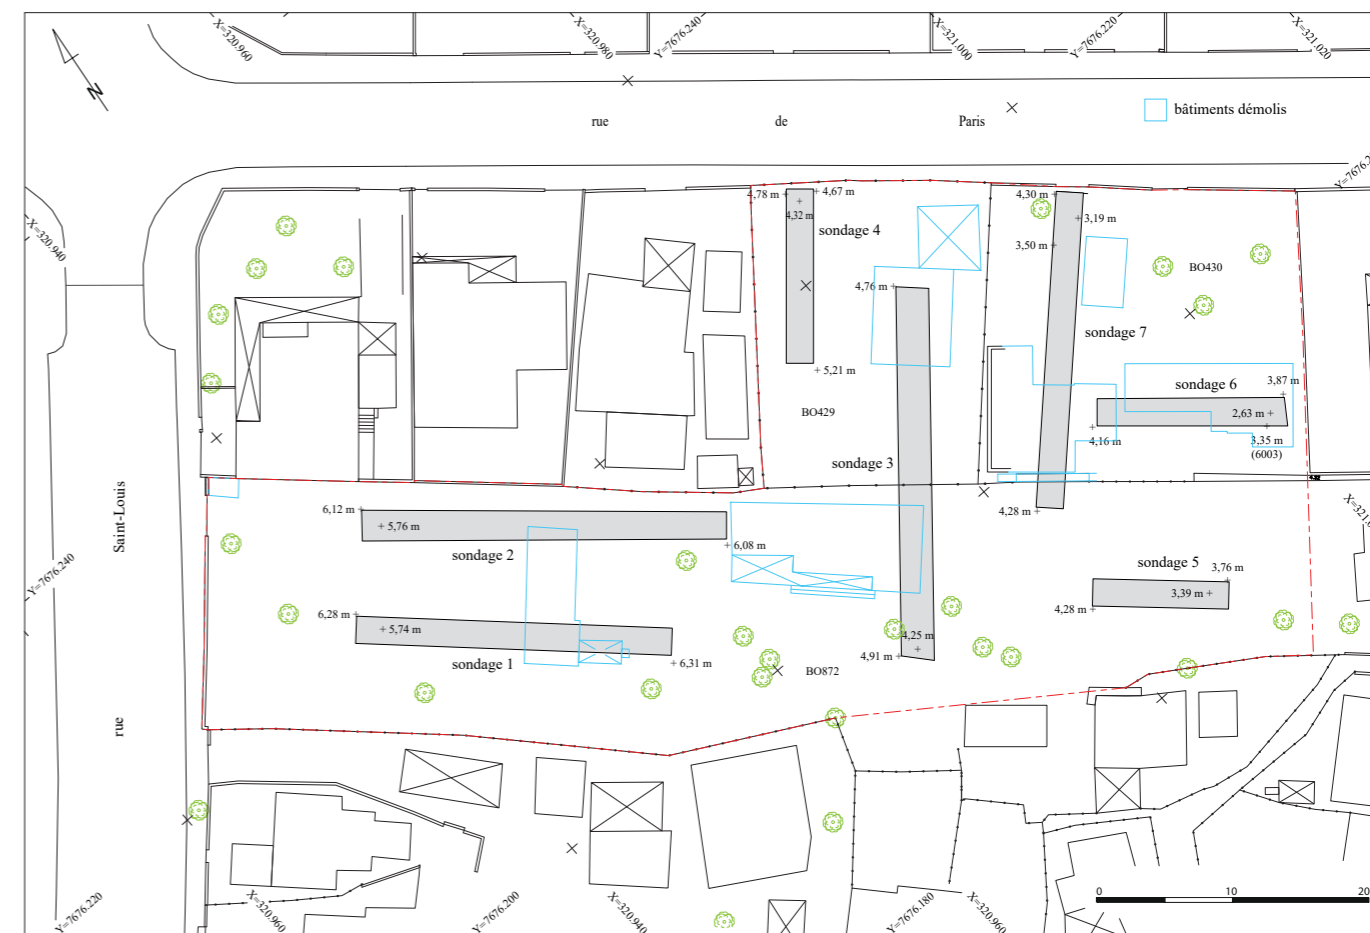 X=320.960
X=320.980
Y=7676.240
X=321.000
Y=7676.220
X=321.020
N
rue de Paris
bâtiments démolis
X=320.940
4,78 m
4,67 m
4,32 m
sondage 4
4,30 m
3,19 m
3,50 m
BO430
4,76 m
sondage 7
5,21 m
BO429
sondage 6
3,87 m
2,63 m
4,16 m
3,35 m
(6003)
sondage 3
6,12 m
5,76 m
4,28 m
sondage 2
6,08 m
sondage 5
3,76 m
3,39 m
4,28 m
6,28 m
5,74 m
sondage 1
6,31 m
4,25 m
4,91 m
BO872
rue Saint-Louis
Y=7676.240
Y=7676.220
X=320.960
Y=7676.200
X=320.940
Y=7676.180
X=320.960
0 10 20